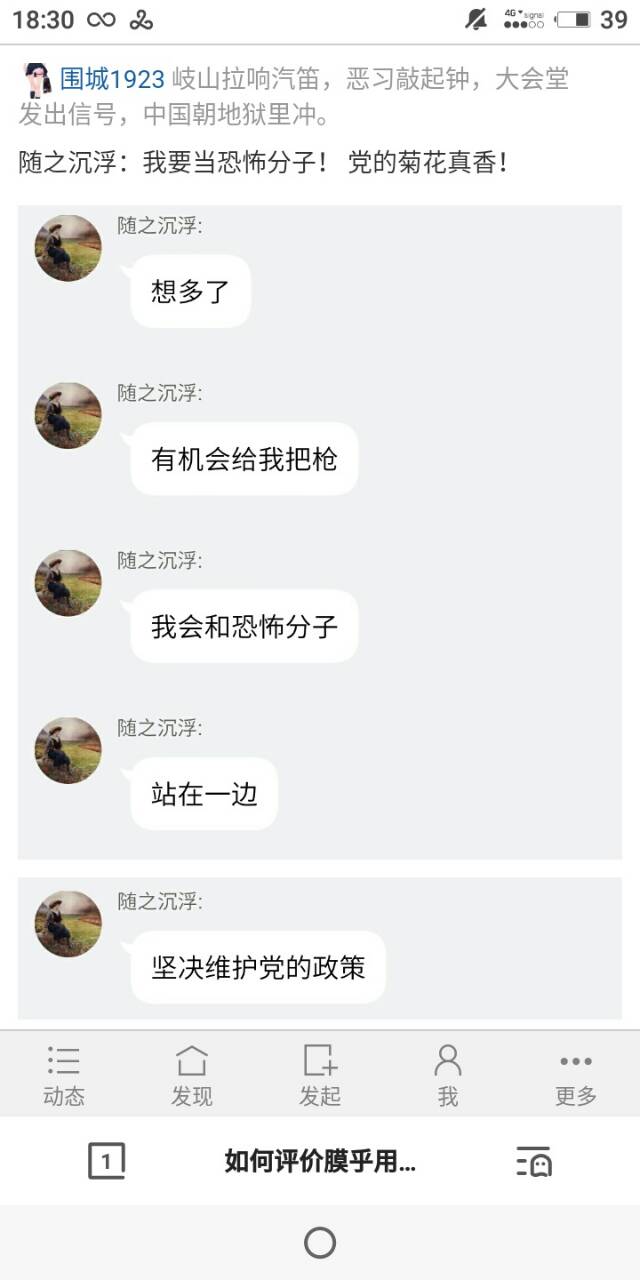 18:30
4G signal
39
围城1923 岐山拉响汽笛，恶习敲起钟，大会堂
发出信号，中国朝地狱里冲。
随之沉浮：我要当恐怖分子！ 党的菊花真香！
随之沉浮:
想多了
随之沉浮:
有机会给我把枪
随之沉浮:
我会和恐怖分子
随之沉浮:
站在一边
随之沉浮:
坚决维护党的政策
动态 发现 发起 我 更多
1 如何评价膜乎用...